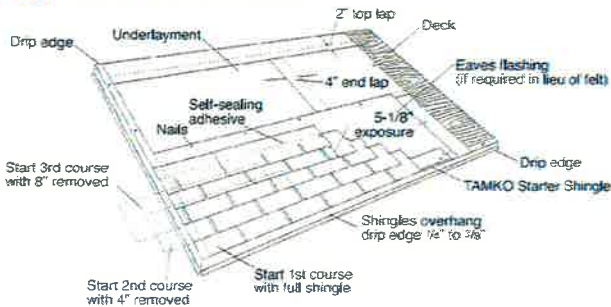 2" top lap
Drip edge
Underlayment
Deck
4" end lap
Eaves flashing
(if required in lieu of felt)
Self-sealing
adhesive
5-1/8"
exposure
Nails
Start 3rd course
with 8" removed
Drip edge
TAMKO Starter Shingle
Shingles overhang
drip edge 1/4" to 3/8"
Start 1st course
with full shingle
Start 2nd course
with 4" removed